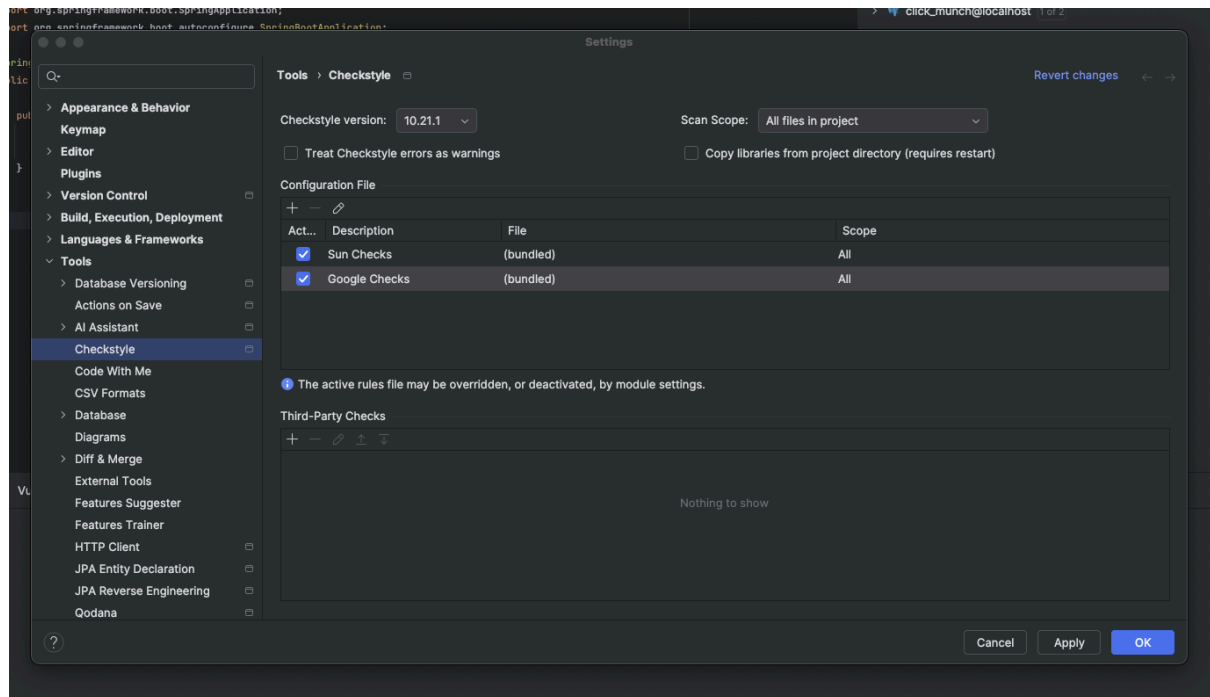 ort org.springframework.boot.SpringApplication;
ort org.springframework.boot.autoconfigure.SpringBootApplication;
click_munch@localhost 1 of 2
Settings
Tools › Checkstyle
Revert changes
Appearance & Behavior
Keymap
Editor
Plugins
Version Control
Build, Execution, Deployment
Languages & Frameworks
Tools
Database Versioning
Actions on Save
AI Assistant
Checkstyle
Code With Me
CSV Formats
Database
Diagrams
Diff & Merge
External Tools
Features Suggester
Features Trainer
HTTP Client
JPA Entity Declaration
JPA Reverse Engineering
Qodana
Checkstyle version: 10.21.1
Scan Scope: All files in project
Treat Checkstyle errors as warnings
Copy libraries from project directory (requires restart)
Configuration File
Act... Description File Scope
Sun Checks (bundled) All
Google Checks (bundled) All
The active rules file may be overridden, or deactivated, by module settings.
Third-Party Checks
Nothing to show
?
Cancel Apply OK